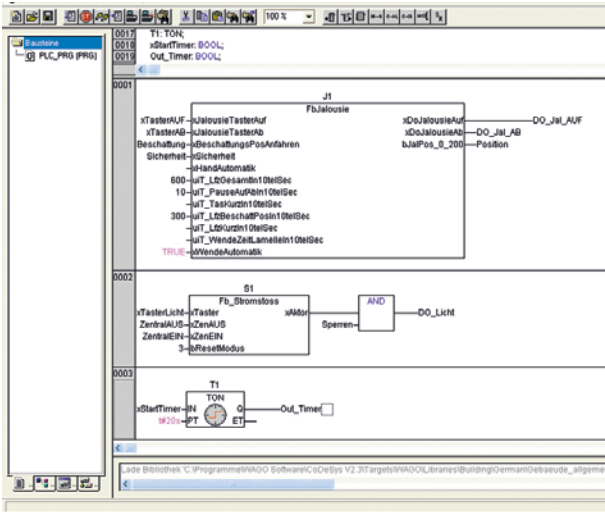 100 %
Bausteine
PLC_PRG (PRG)
0017 T1: TON;
0018 xStartTimer: BOOL;
0019 Out_Timer: BOOL;
0001
J1
FbJalousie
xTasterAUF xJalousieTasterAuf xDoJalousieAuf DO_Jal_AUF
xTasterAB xJalousieTasterAb xDoJalousieAb DO_Jal_AB
Beschattung xBeschattungsPosAnfahren bJalPos_0_200 Position
Sicherheit xSicherheit
xHandAutomatik
600 uiT_LfzGesamtIn10telSec
10 uiT_PauseAufAbIn10telSec
uiT_TasKurzIn10telSec
300 uiT_LfzBeschattPosIn10telSec
uiT_LfzKurzIn10telSec
uiT_WendeZeitLamelleIn10telSec
TRUE xWendeAutomatik
0002
S1
Fb_Stromstoss AND
xTasterLicht xTaster xAktor DO_Licht
ZentralAUS xZenAUS Sperren
ZentralEIN xZenEIN
3 bResetModus
0003
T1
TON
xStartTimer IN Q Out_Timer
t#20s PT ET
Lade Bibliothek 'C:\Programme\WAGO Software\CoDeSys V2.3\Targets\WAGO\Libraries\Building\German\Gebaeude_allgeme